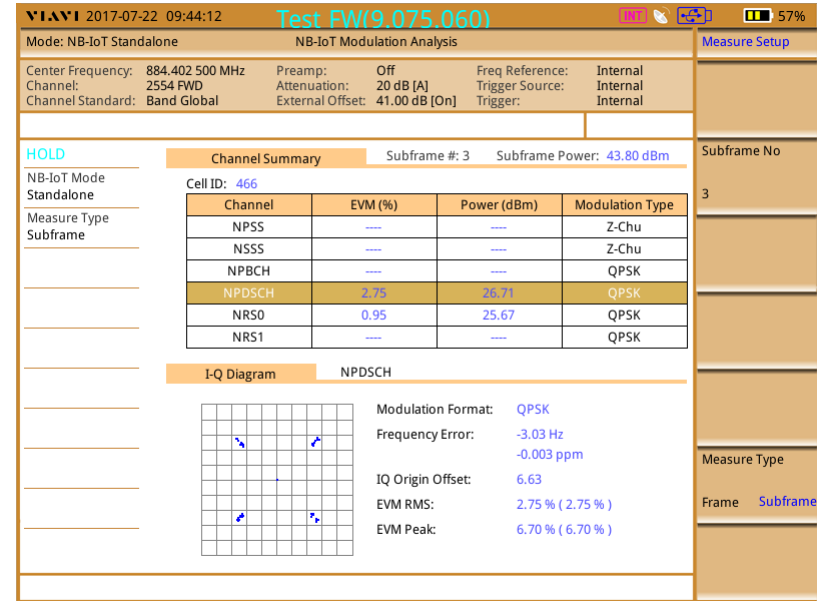 VIAVI 2017-07-22 09:44:12 Test FW(9.075.060) INT 57%
Mode: NB-IoT Standalone NB-IoT Modulation Analysis Measure Setup
Center Frequency: 884.402 500 MHz Preamp: Off Freq Reference: Internal
Channel: 2554 FWD Attenuation: 20 dB [A] Trigger Source: Internal
Channel Standard: Band Global External Offset: 41.00 dB [On] Trigger: Internal
HOLD
NB-IoT Mode
Standalone
Measure Type
Subframe
Channel Summary Subframe #: 3 Subframe Power: 43.80 dBm
Cell ID: 466
Channel EVM (%) Power (dBm) Modulation Type
NPSS ---- ---- Z-Chu
NSSS ---- ---- Z-Chu
NPBCH ---- ---- QPSK
NPDSCH 2.75 26.71 QPSK
NRS0 0.95 25.67 QPSK
NRS1 ---- ---- QPSK
I-Q Diagram NPDSCH
Modulation Format: QPSK
Frequency Error: -3.03 Hz
-0.003 ppm
IQ Origin Offset: 6.63
EVM RMS: 2.75 % ( 2.75 % )
EVM Peak: 6.70 % ( 6.70 % )
Subframe No
3
Measure Type
Frame Subframe